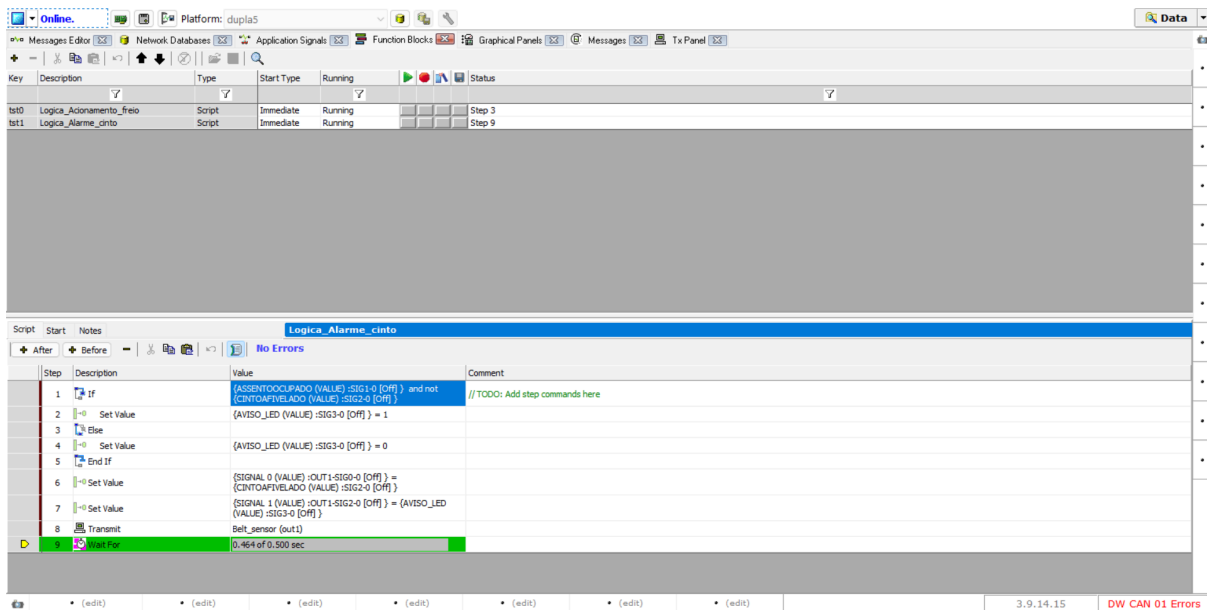 Online. Platform: dupla5 Data
Messages Editor Network Databases Application Signals Function Blocks Graphical Panels Messages Tx Panel
Key Description Type Start Type Running Status
tst0 Logica_Acionamento_freio Script Immediate Running Step 3
tst1 Logica_Alarme_cinto Script Immediate Running Step 9
Script Start Notes Logica_Alarme_cinto
After Before No Errors
Step Description Value Comment
1 If {ASSENTOOCUPADO (VALUE) :SIG1-0 [Off] } and not
{CINTOAFIVELADO (VALUE) :SIG2-0 [Off] } // TODO: Add step commands here
2 Set Value {AVISO_LED (VALUE) :SIG3-0 [Off] } = 1
3 Else
4 Set Value {AVISO_LED (VALUE) :SIG3-0 [Off] } = 0
5 End If
6 Set Value {SIGNAL 0 (VALUE) :OUT1-SIG0-0 [Off] } =
{CINTOAFIVELADO (VALUE) :SIG2-0 [Off] }
7 Set Value {SIGNAL 1 (VALUE) :OUT1-SIG2-0 [Off] } = {AVISO_LED
(VALUE) :SIG3-0 [Off] }
8 Transmit Belt_sensor (out1)
9 Wait For 0.464 of 0.500 sec
(edit) (edit) (edit) (edit) (edit) (edit) (edit) 3.9.14.15 DW CAN 01 Errors